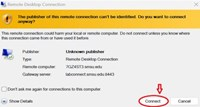 Remote Desktop Connection
The publisher of this remote connection can't be identified. Do you want to connect
anyway?
This remote connection could harm your local or remote computer. Do not connect unless you know where
this connection came from or have used it before.
Publisher: Unknown publisher
Type: Remote Desktop Connection
Remote computer:
Gateway server:
Don't ask me again for connections to this computer
Show Details
Connect
Cancel